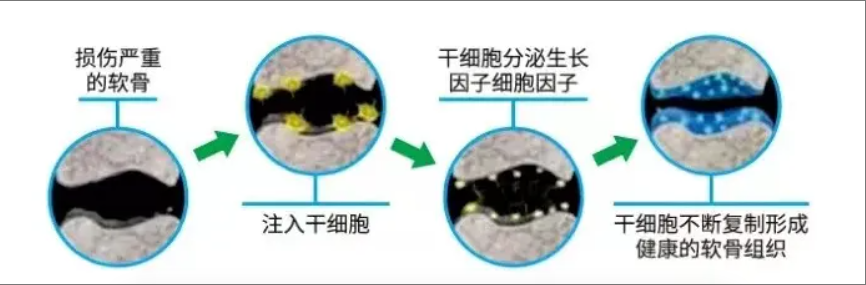 损伤严重
的软骨
注入干细胞
干细胞分泌生长
因子细胞因子
干细胞不断复制形成
健康的软骨组织